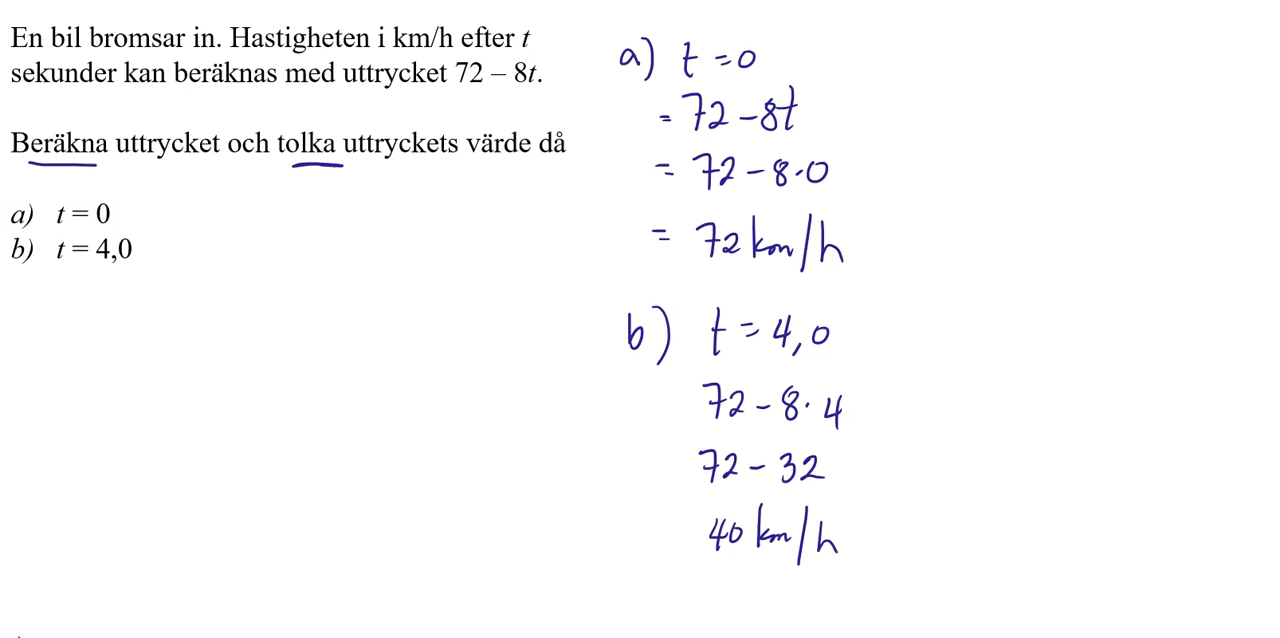 En bil bromsar in. Hastigheten i km/h efter t
sekunder kan beräknas med uttrycket 72 – 8t.
Beräkna uttrycket och tolka uttryckets värde då
a) t = 0
b) t = 4,0
a) t = 0
= 72 - 8t
= 72 - 8·0
= 72 km/h
b) t = 4,0
72 - 8·4
72 - 32
40 km/h